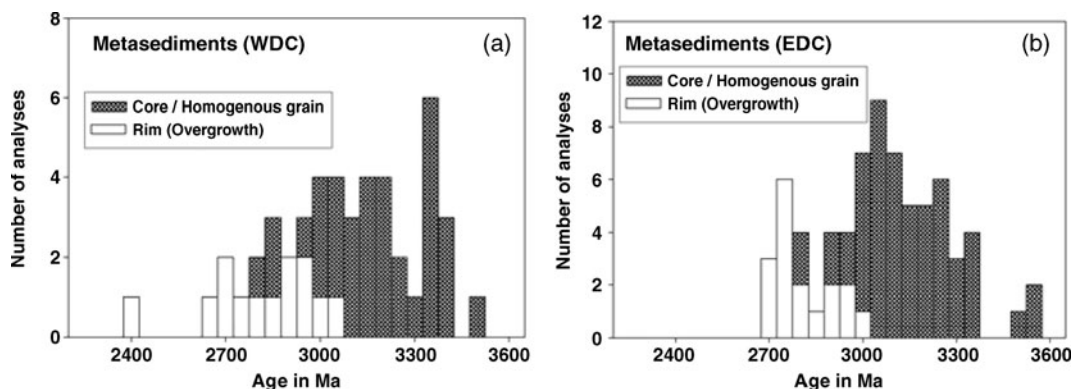 Metasediments (WDC)
(a)
Core / Homogenous grain
Rim (Overgrowth)
Number of analyses
8
6
4
2
0
2400 2700 3000 3300 3600
Age in Ma
Metasediments (EDC)
(b)
Core / Homogenous grain
Rim (Overgrowth)
Number of analyses
12
10
8
6
4
2
0
2400 2700 3000 3300 3600
Age in Ma